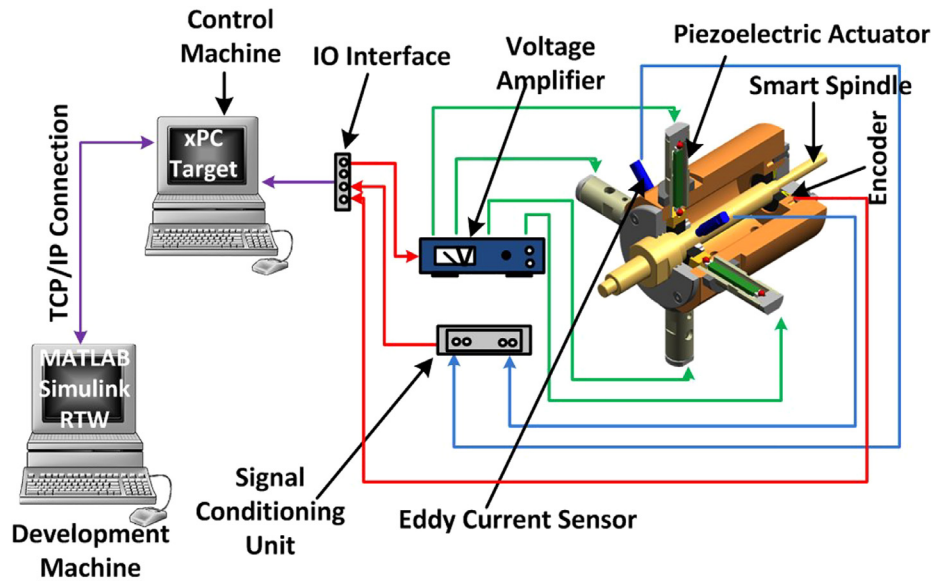 Control
Machine
IO Interface
Voltage
Amplifier
Piezoelectric Actuator
Smart Spindle
Encoder
xPC
Target
TCP/IP Connection
MATLAB
Simulink
RTW
Development
Machine
Signal
Conditioning
Unit
Eddy Current Sensor